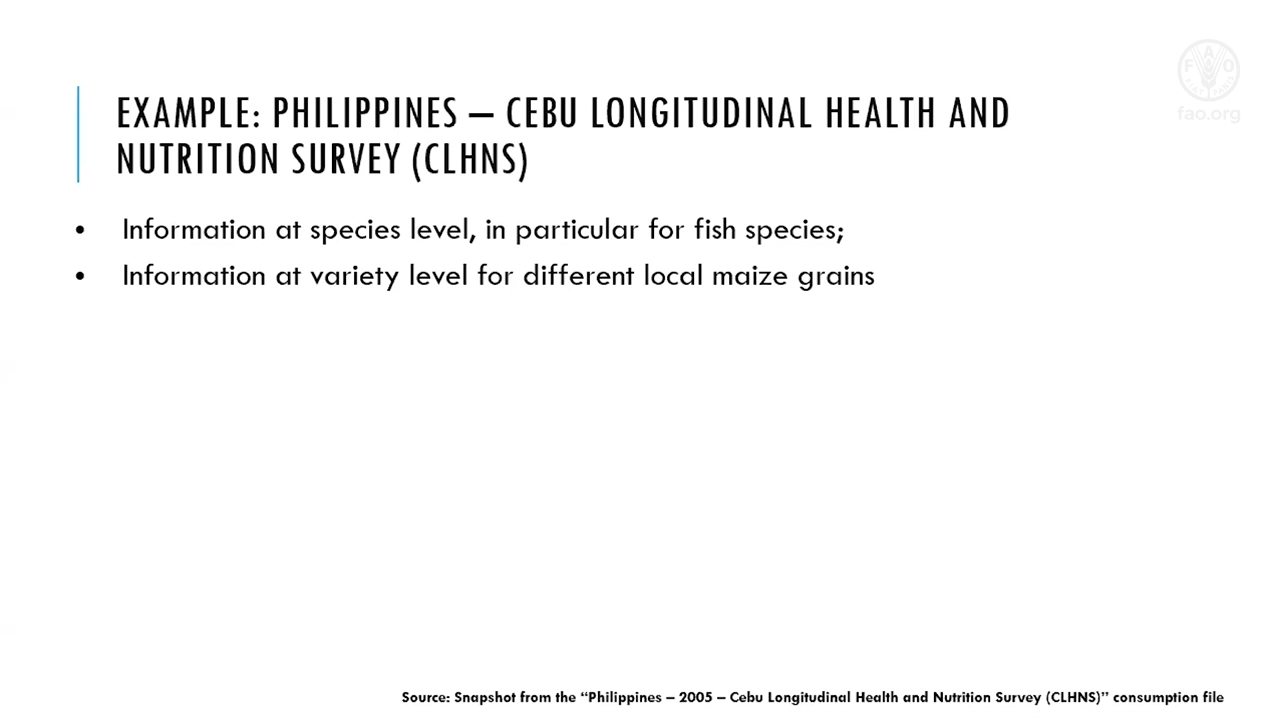 F A O
FIAT PANIS
fao.org
EXAMPLE: PHILIPPINES – CEBU LONGITUDINAL HEALTH AND
NUTRITION SURVEY (CLHNS)
• Information at species level, in particular for fish species;
• Information at variety level for different local maize grains
Source: Snapshot from the “Philippines – 2005 – Cebu Longitudinal Health and Nutrition Survey (CLHNS)” consumption file